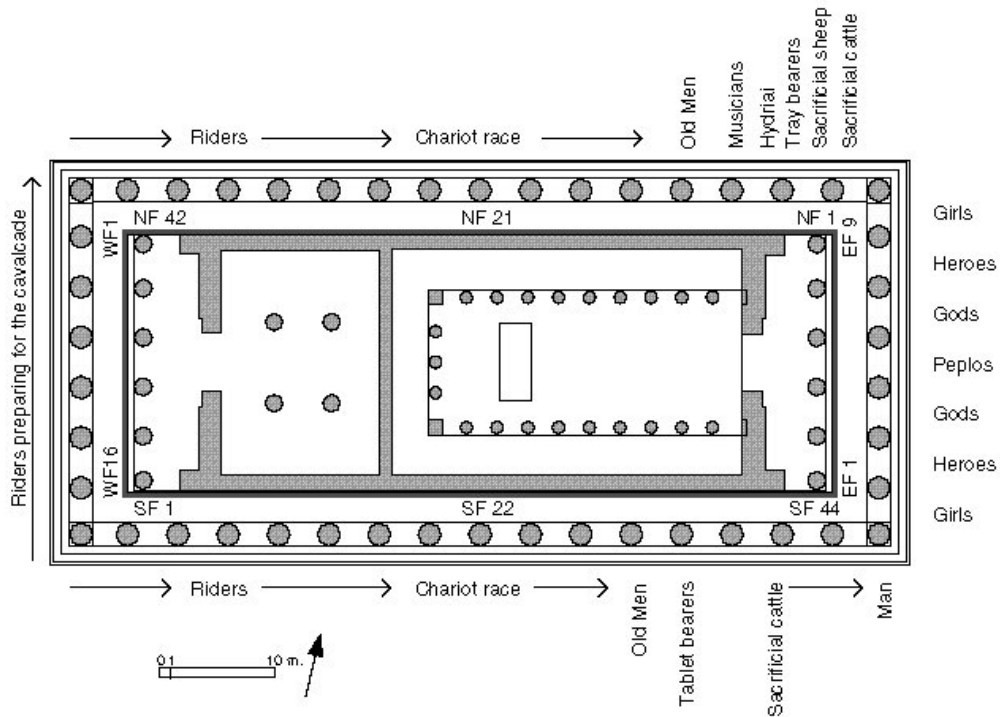 Old Men
Musicians
Hydriai
Tray bearers
Sacrificial sheep
Sacrificial cattle
Riders
Chariot race
Riders preparing for the cavalcade
NF 42
NF 21
NF 1
WF1
EF 9
Girls
Heroes
Gods
Peplos
Gods
Heroes
Girls
WF16
EF 1
SF 1
SF 22
SF 44
Riders
Chariot race
Old Men
Tablet bearers
Sacrificial cattle
Man
0 1 10 m.